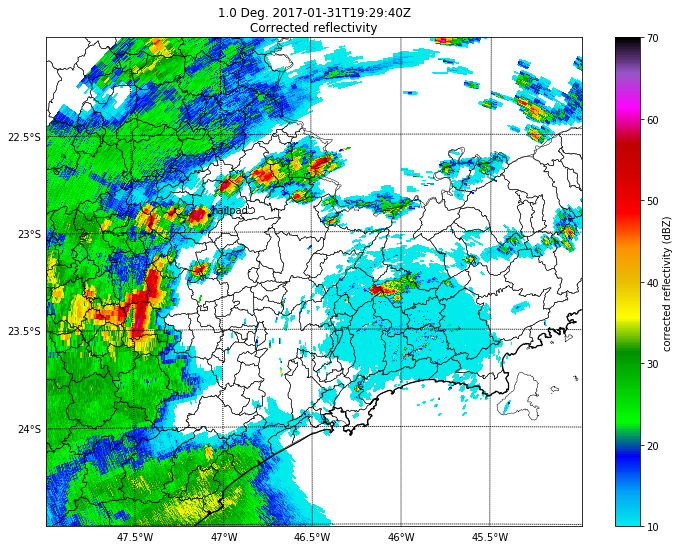 1.0 Deg. 2017-01-31T19:29:40Z
Corrected reflectivity
70
60
50
40
30
20
10
corrected reflectivity (dBZ)
22.5°S
23°S
23.5°S
24°S
hailpad
47.5°W
47°W
46.5°W
46°W
45.5°W